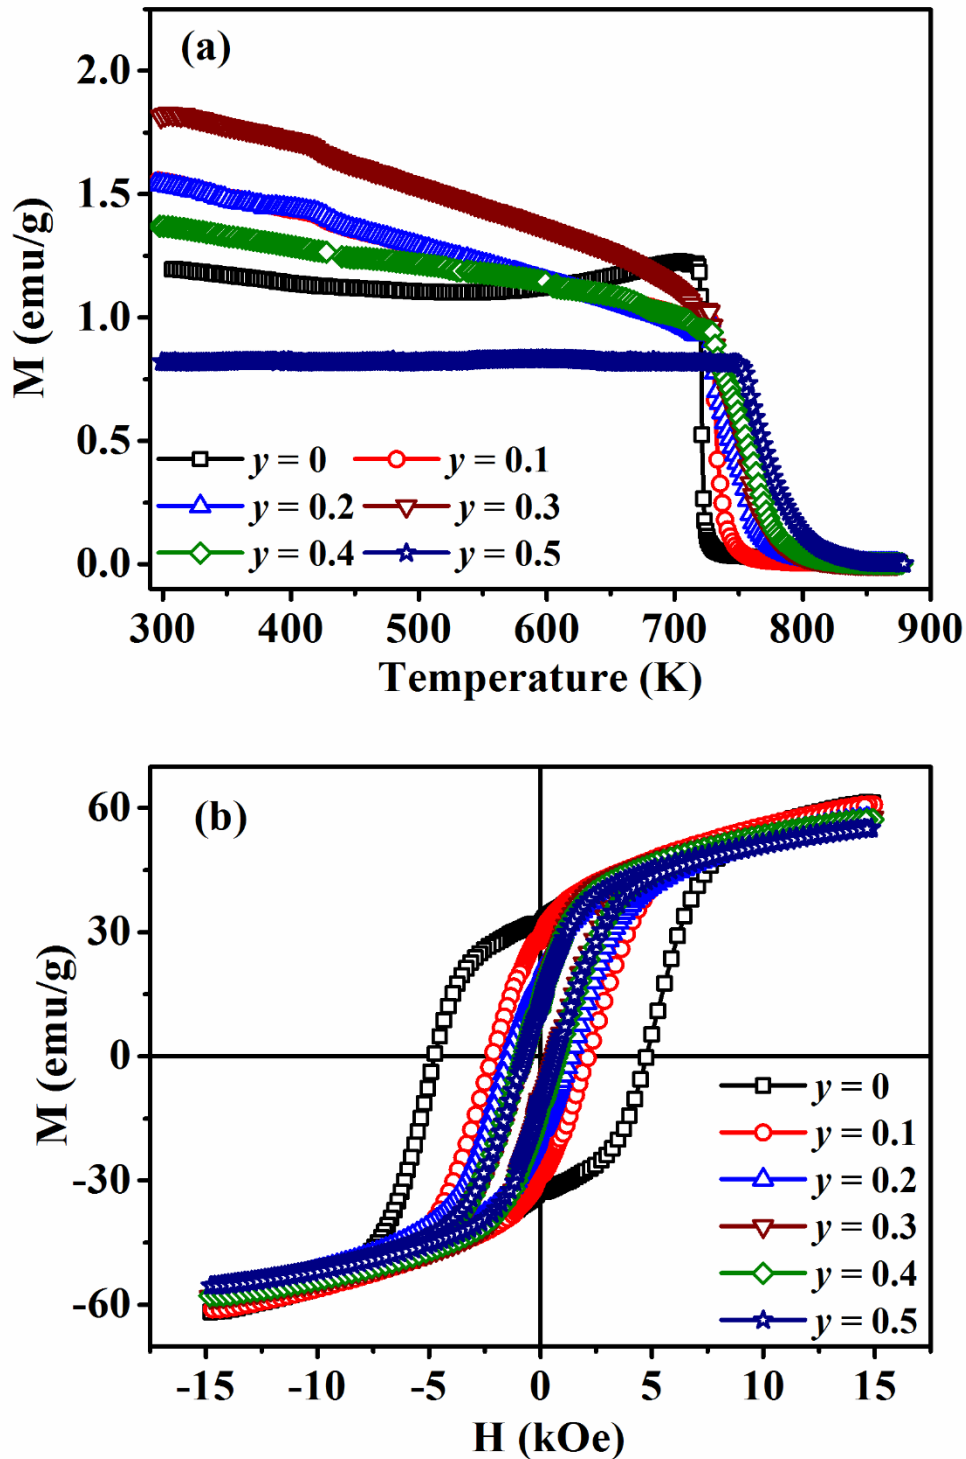 (a)
2.0
1.5
1.0
0.5
0.0
M (emu/g)
y = 0 y = 0.1
y = 0.2 y = 0.3
y = 0.4 y = 0.5
300 400 500 600 700 800 900
Temperature (K)
(b)
60
30
0
-30
-60
M (emu/g)
y = 0
y = 0.1
y = 0.2
y = 0.3
y = 0.4
y = 0.5
-15 -10 -5 0 5 10 15
H (kOe)